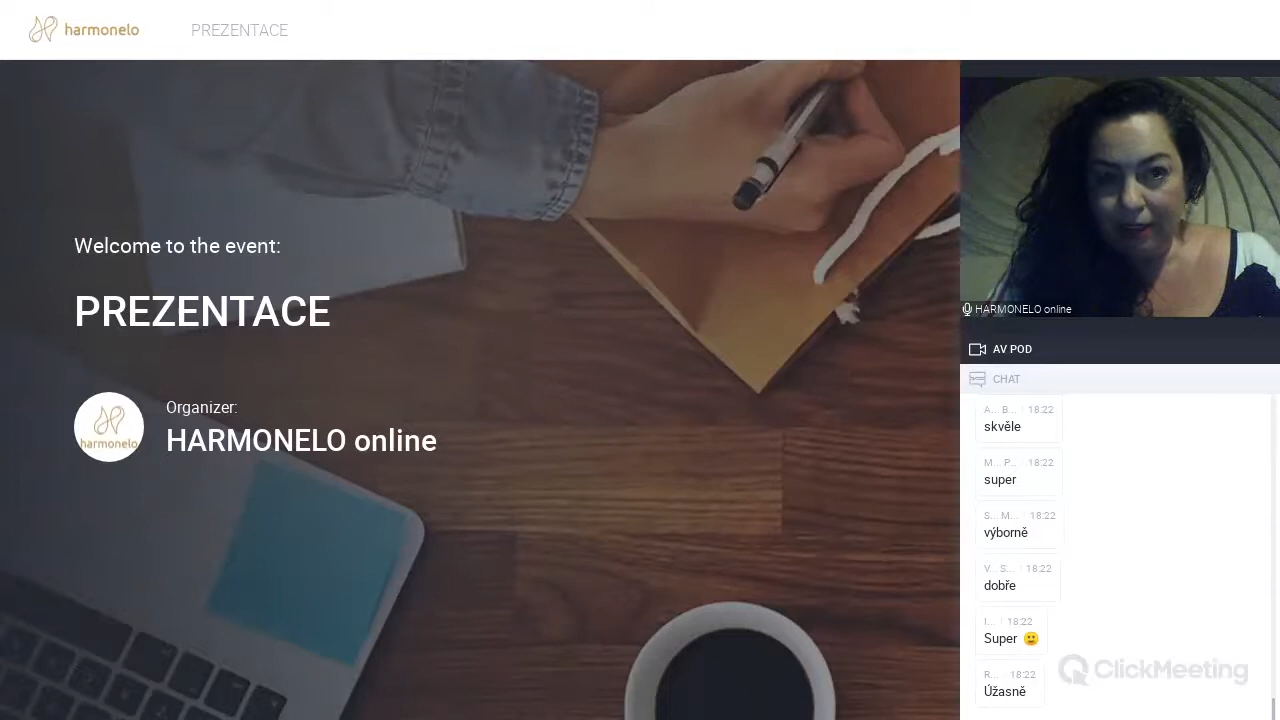 harmonelo
PREZENTACE
Welcome to the event:
PREZENTACE
harmonelo
Organizer:
HARMONELO online
HARMONELO online
AV POD
CHAT
A... B... 18:22
skvěle
M... P... 18:22
super
S... M... 18:22
výborně
V... S... 18:22
dobře
I... 18:22
Super 🙂
R... 18:22
Úžasně
ClickMeeting